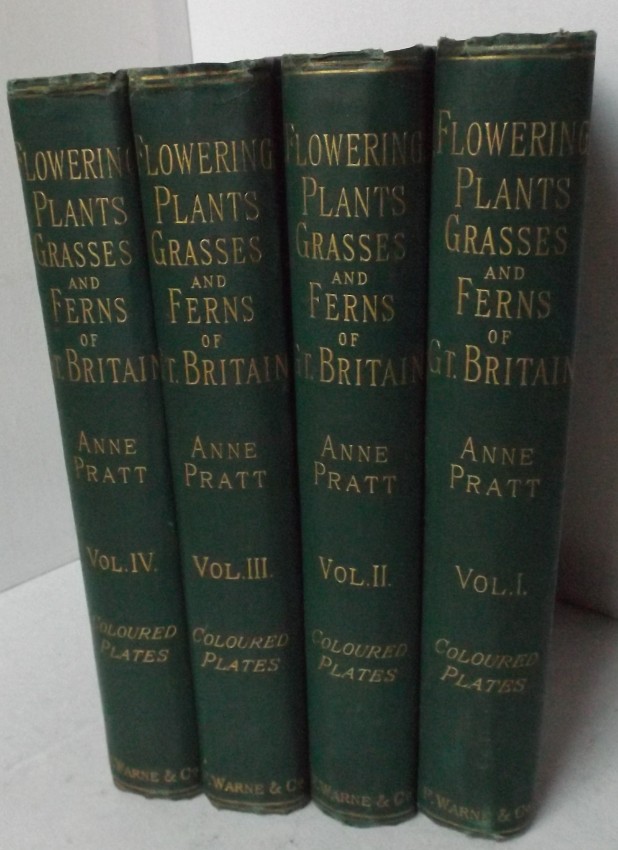 FLOWERING
PLANTS
GRASSES
AND
FERNS
OF
GT. BRITAIN
ANNE
PRATT
VOL. IV.
COLOURED
PLATES
WARNE & CO
FLOWERING
PLANTS
GRASSES
AND
FERNS
OF
GT. BRITAIN
ANNE
PRATT
VOL. III.
COLOURED
PLATES
WARNE & CO
FLOWERING
PLANTS
GRASSES
AND
FERNS
OF
GT. BRITAIN
ANNE
PRATT
VOL. II.
COLOURED
PLATES
F. WARNE & CO
FLOWERING
PLANTS
GRASSES
AND
FERNS
OF
GT. BRITAIN
ANNE
PRATT
VOL. I.
COLOURED
PLATES
F. WARNE & CO